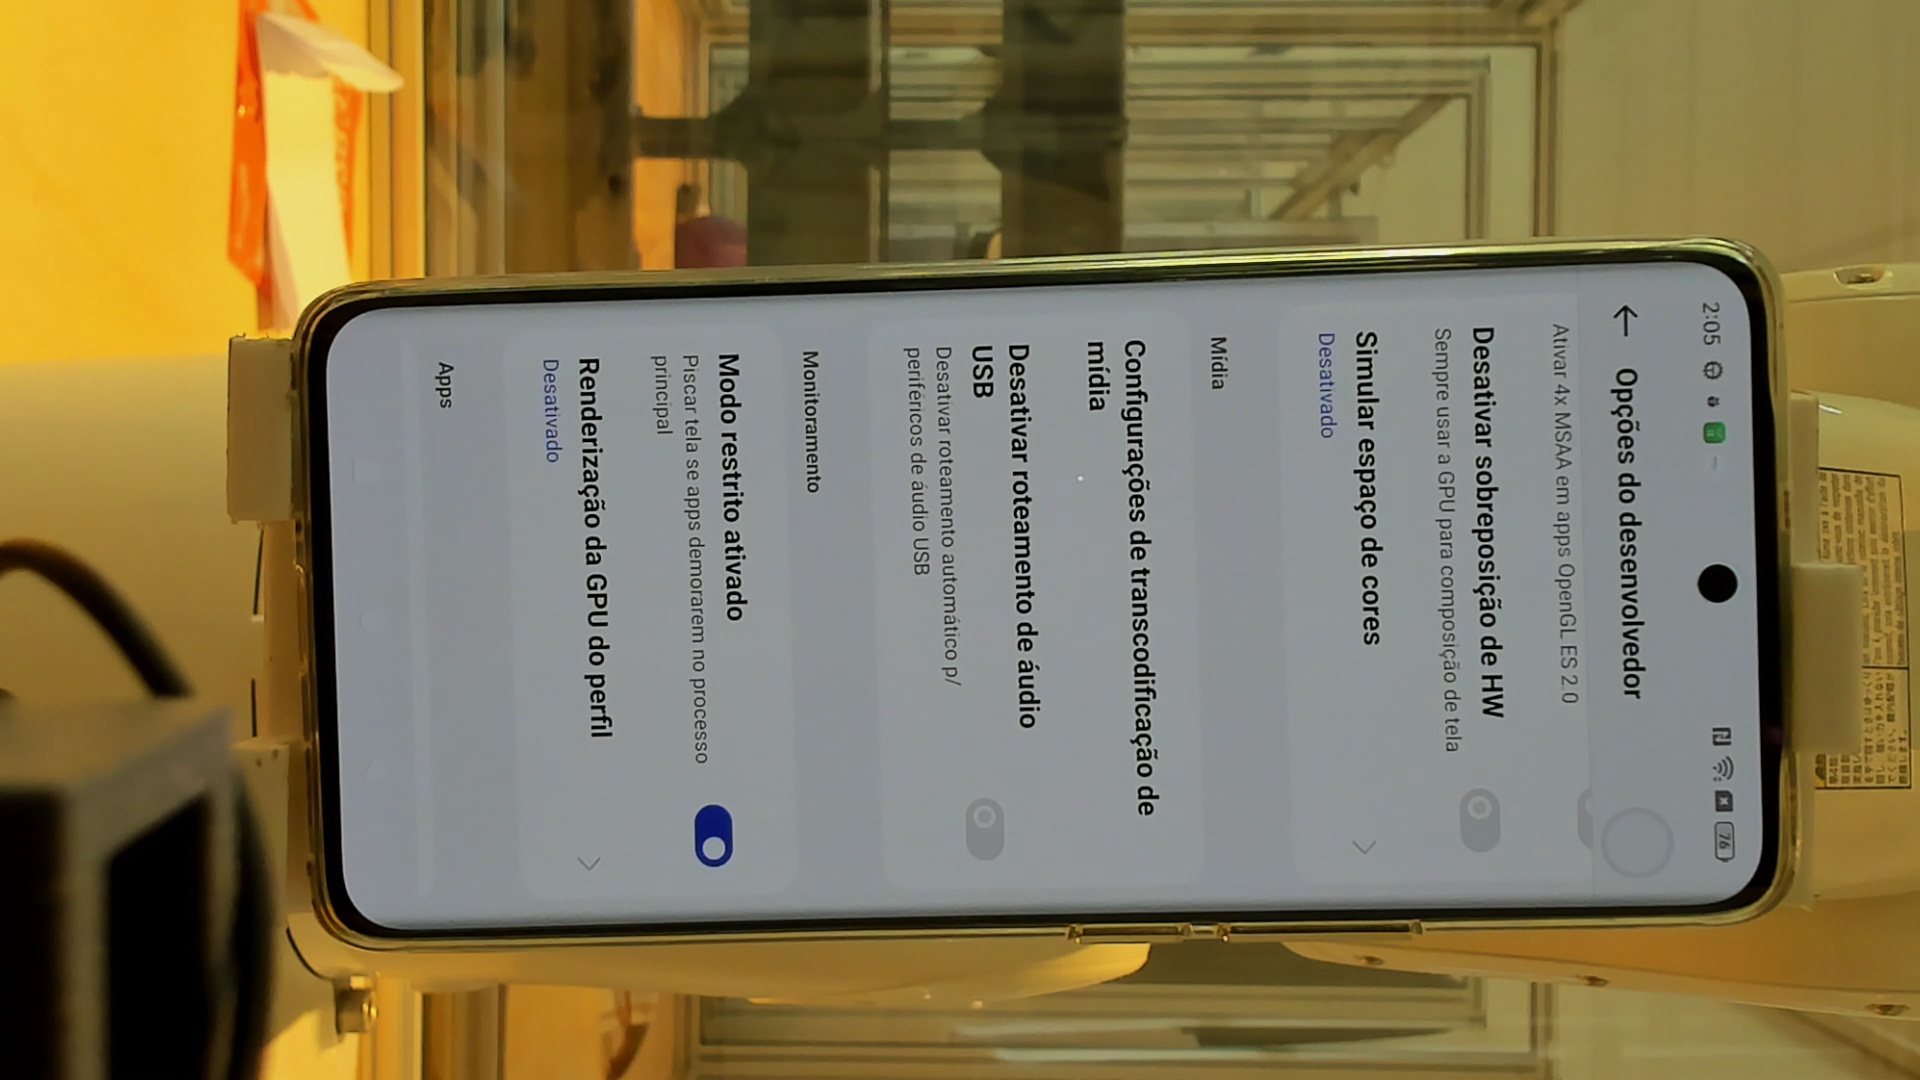 2:05
76
Opções do desenvolvedor
Ativar 4x MSAA em apps OpenGL ES 2.0
Desativar sobreposição de HW
Sempre usar a GPU para composição de tela
Simular espaço de cores
Desativado
Mídia
Configurações de transcodificação de
mídia
Desativar roteamento de áudio
USB
Desativar roteamento automático p/
periféricos de áudio USB
Monitoramento
Modo restrito ativado
Piscar tela se apps demorarem no processo
principal
Renderização da GPU do perfil
Desativado
Apps